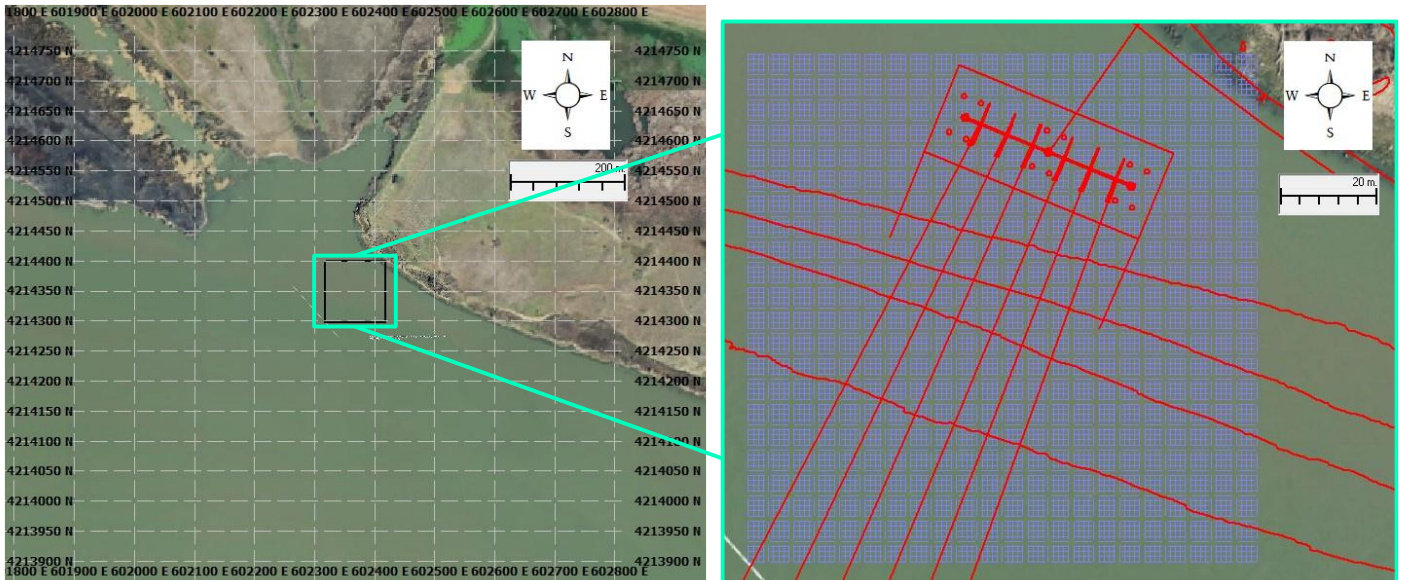 1800 E 601900 E 602000 E 602100 E 602200 E 602300 E 602400 E 602500 E 602600 E 602700 E 602800 E
4214750 N 4214750 N
4214700 N 4214700 N
4214650 N 4214650 N
4214600 N 4214600 N
4214550 N 4214550 N
4214500 N 4214500 N
4214450 N 4214450 N
4214400 N 4214400 N
4214350 N 4214350 N
4214300 N 4214300 N
4214250 N 4214250 N
4214200 N 4214200 N
4214150 N 4214150 N
4214100 N 4214100 N
4214050 N 4214050 N
4214000 N 4214000 N
4213950 N 4213950 N
4213900 N 4213900 N
1800 E 601900 E 602000 E 602100 E 602200 E 602300 E 602400 E 602500 E 602600 E 602700 E 602800 E
N
W E
S
200 m.
N
W E
S
20 m.